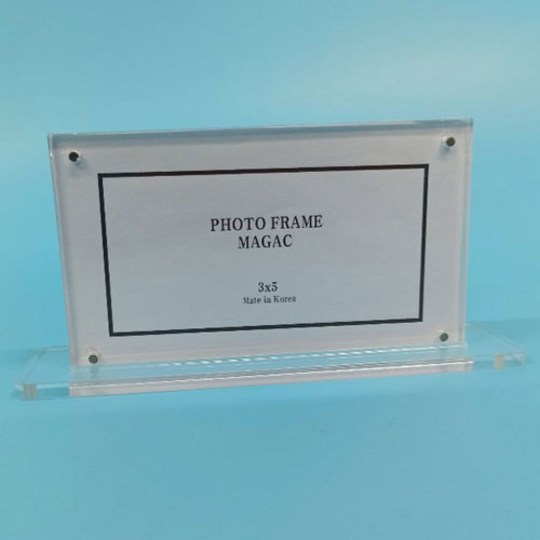 PHOTO FRAME
MAGAC
3x5
Mate in Korea